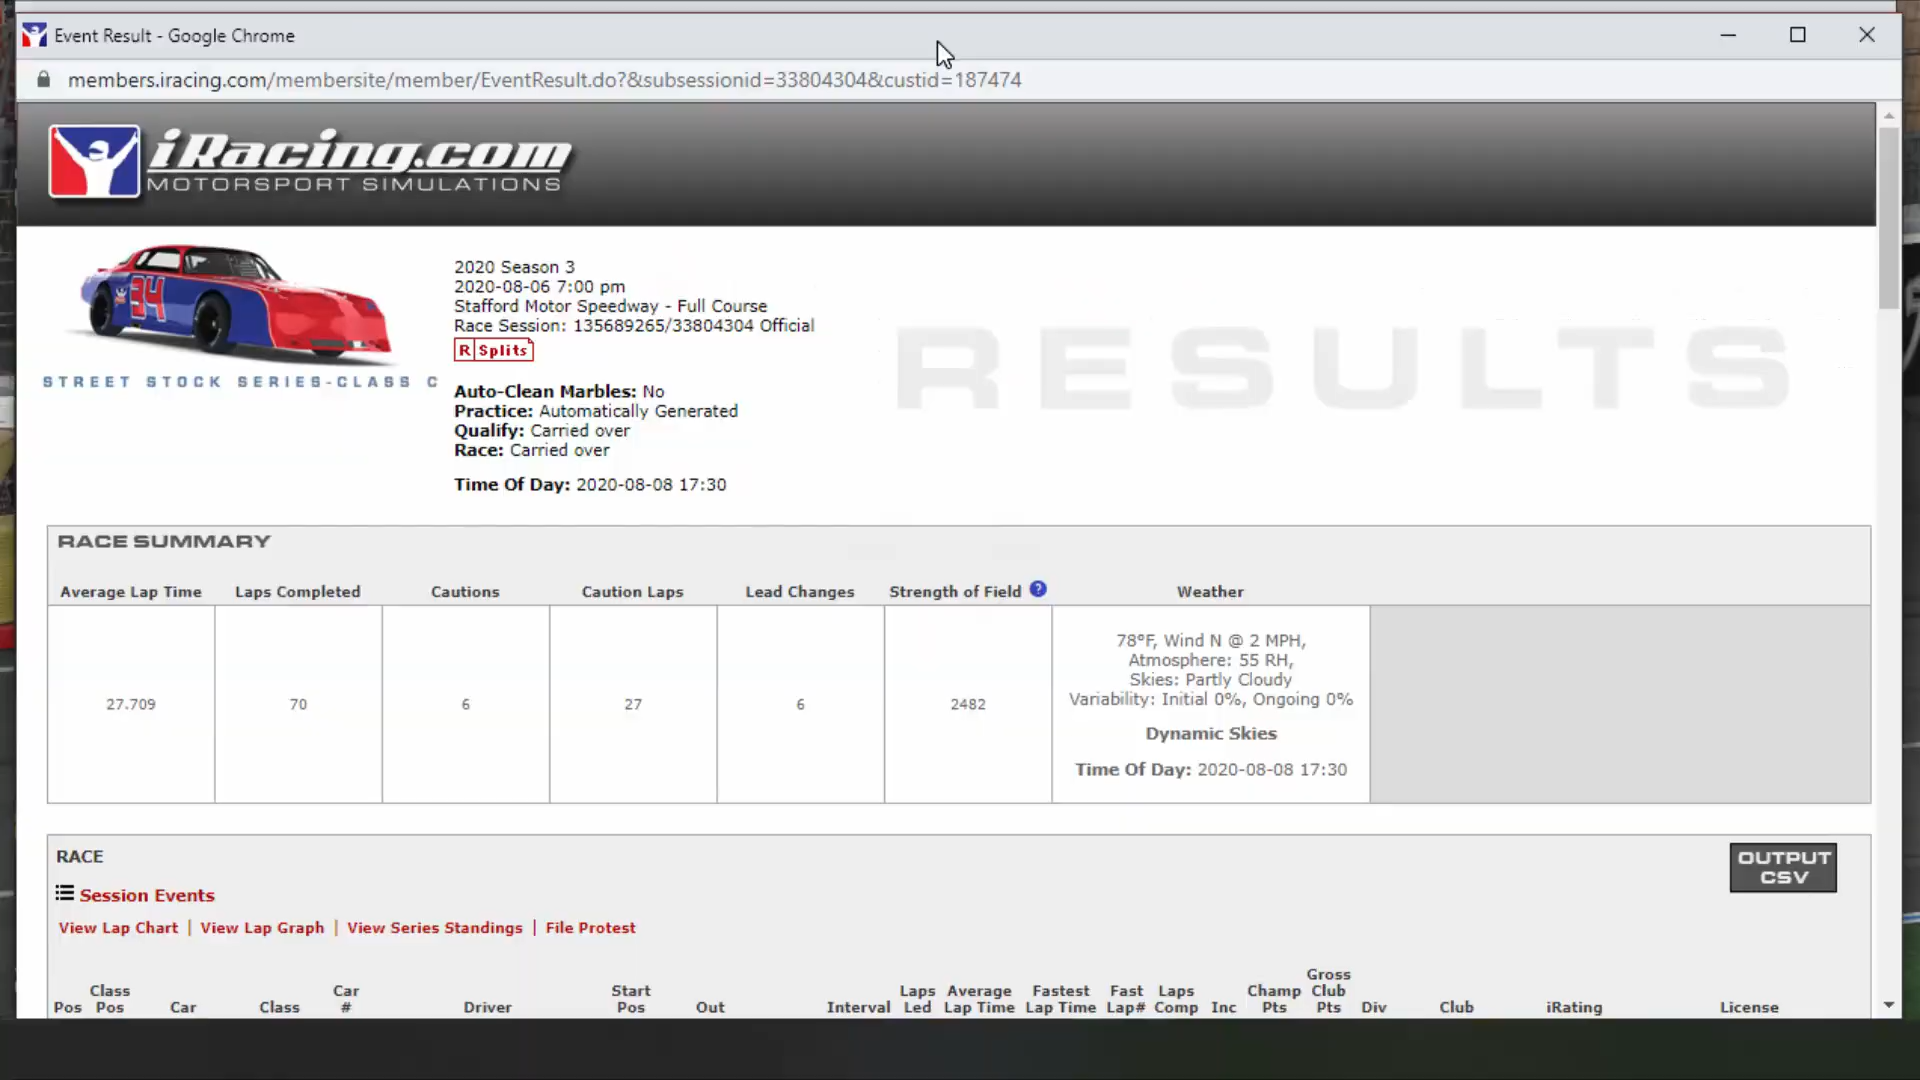 Event Result - Google Chrome
members.iracing.com/membersite/member/EventResult.do?&subsessionid=33804304&custid=187474
iRacing.com
MOTORSPORT SIMULATIONS
34
STREET STOCK SERIES-CLASS C
2020 Season 3
2020-08-06 7:00 pm
Stafford Motor Speedway - Full Course
Race Session: 135689265/33804304 Official
R Splits
Auto-Clean Marbles: No
Practice: Automatically Generated
Qualify: Carried over
Race: Carried over
Time Of Day: 2020-08-08 17:30
RESULTS
RACE SUMMARY
Average Lap Time Laps Completed Cautions Caution Laps Lead Changes Strength of Field ? Weather
27.709 70 6 27 6 2482
78°F, Wind N @ 2 MPH,
Atmosphere: 55 RH,
Skies: Partly Cloudy
Variability: Initial 0%, Ongoing 0%
Dynamic Skies
Time Of Day: 2020-08-08 17:30
RACE
OUTPUT
CSV
Session Events
View Lap Chart | View Lap Graph | View Series Standings | File Protest
Pos Class Pos Car Class Car # Driver Start Pos Out Interval Laps Led Average Lap Time Fastest Lap Time Fast Lap# Laps Comp Inc Champ Pts Gross Club Pts Div Club iRating License